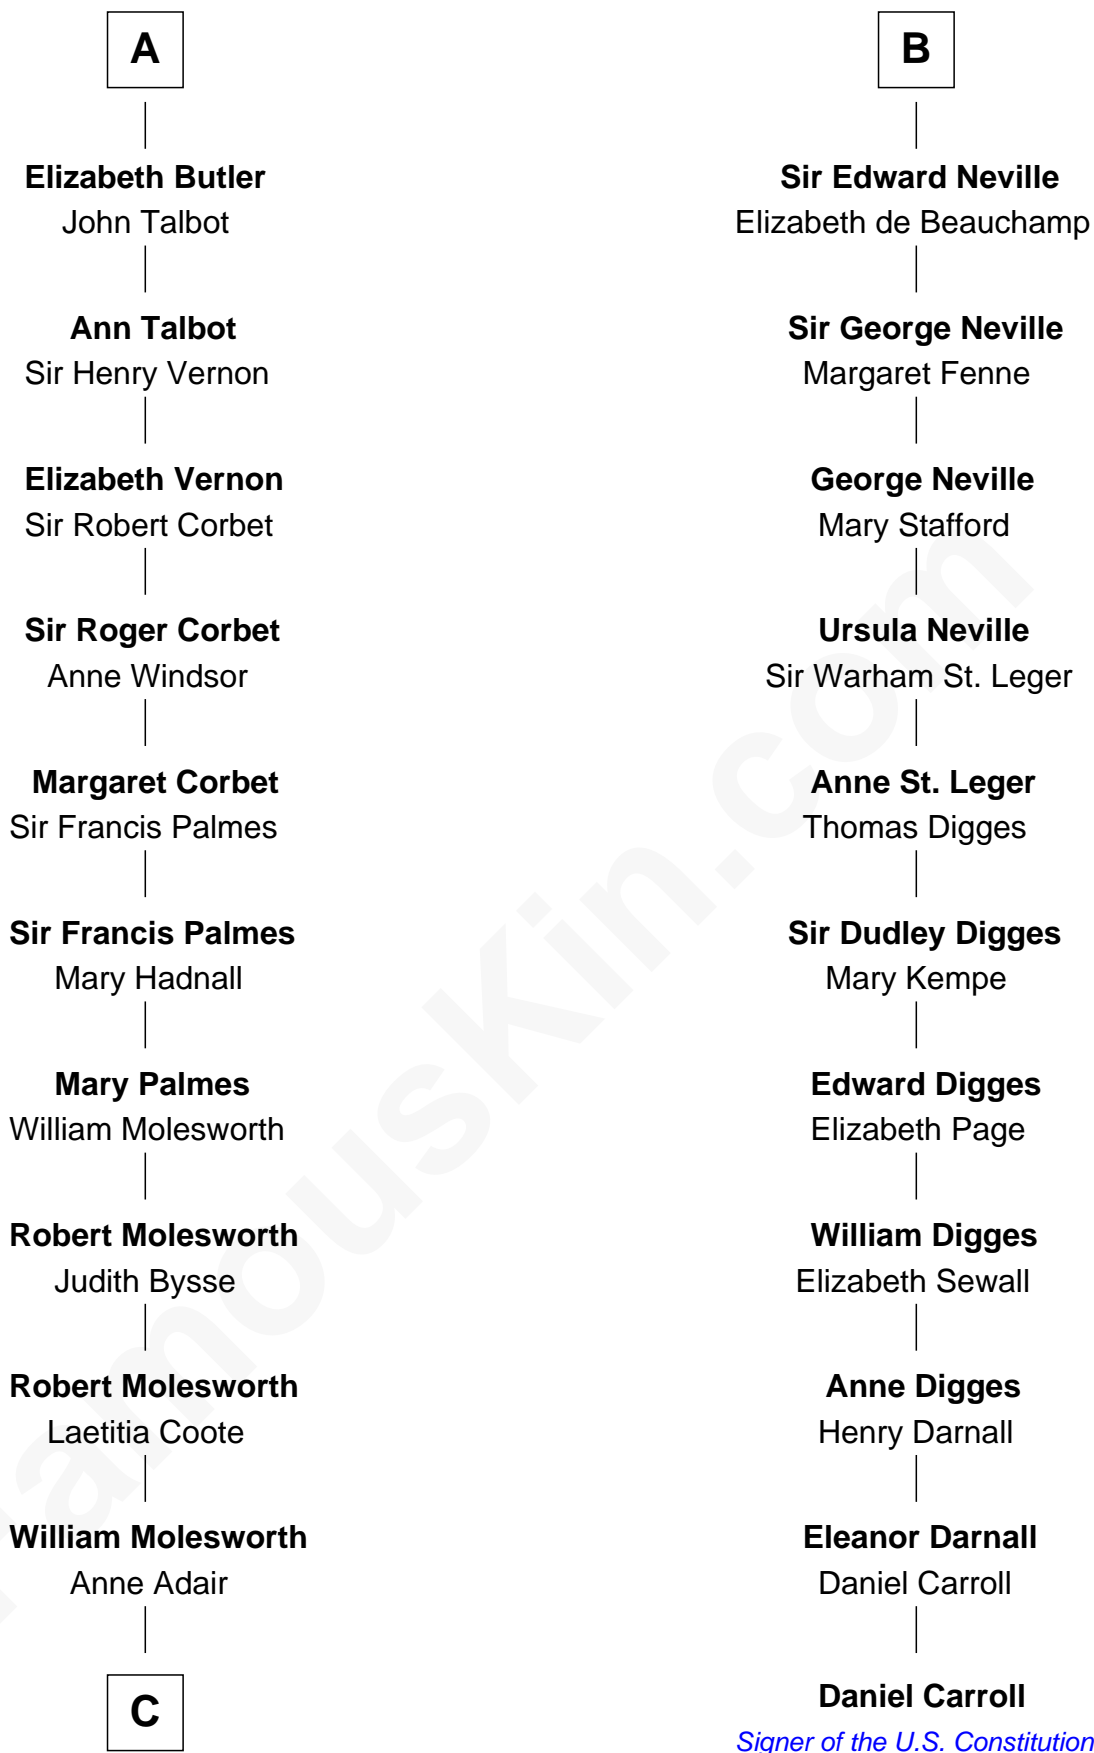 A
Elizabeth Butler
John Talbot
Ann Talbot
Sir Henry Vernon
Elizabeth Vernon
Sir Robert Corbet
Sir Roger Corbet
Anne Windsor
Margaret Corbet
Sir Francis Palmes
Sir Francis Palmes
Mary Hadnall
Mary Palmes
William Molesworth
Robert Molesworth
Judith Bysse
Robert Molesworth
Laetitia Coote
William Molesworth
Anne Adair
C
B
Sir Edward Neville
Elizabeth de Beauchamp
Sir George Neville
Margaret Fenne
George Neville
Mary Stafford
Ursula Neville
Sir Warham St. Leger
Anne St. Leger
Thomas Digges
Sir Dudley Digges
Mary Kempe
Edward Digges
Elizabeth Page
William Digges
Elizabeth Sewall
Anne Digges
Henry Darnall
Eleanor Darnall
Daniel Carroll
Daniel Carroll
Signer of the U.S. Constitution
FamousKin.com